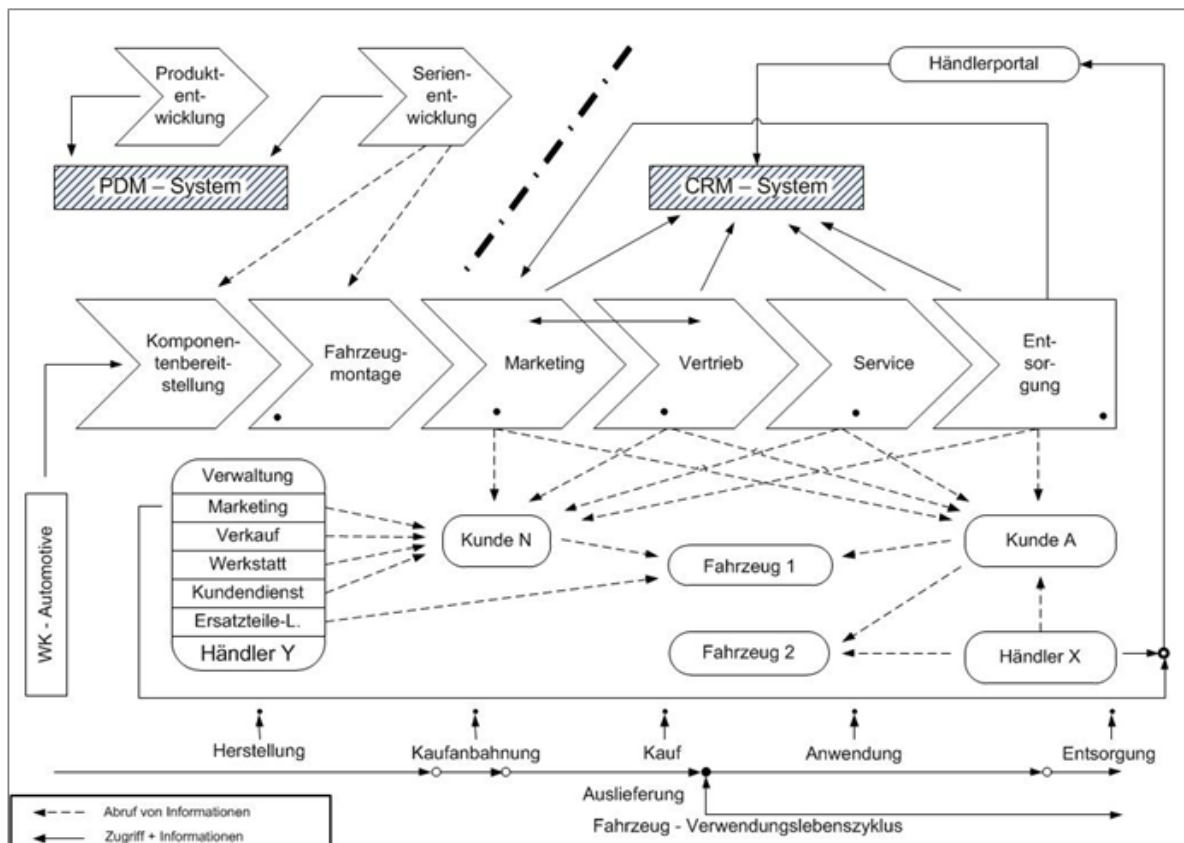 Produkt-
ent-
wicklung
Serien-
ent-
wicklung
Händlerportal
PDM – System
CRM – System
Komponen-
tenbereit-
stellung
Fahrzeug-
montage
Marketing
Vertrieb
Service
Ent-
sor-
gung
WK - Automotive
Verwaltung
Marketing
Verkauf
Werkstatt
Kundendienst
Ersatzteile-L.
Händler Y
Kunde N
Fahrzeug 1
Kunde A
Fahrzeug 2
Händler X
Herstellung
Kaufanbahnung
Kauf
Anwendung
Entsorgung
Auslieferung
Fahrzeug - Verwendungslebenszyklus
Abruf von Informationen
Zugriff + Informationen